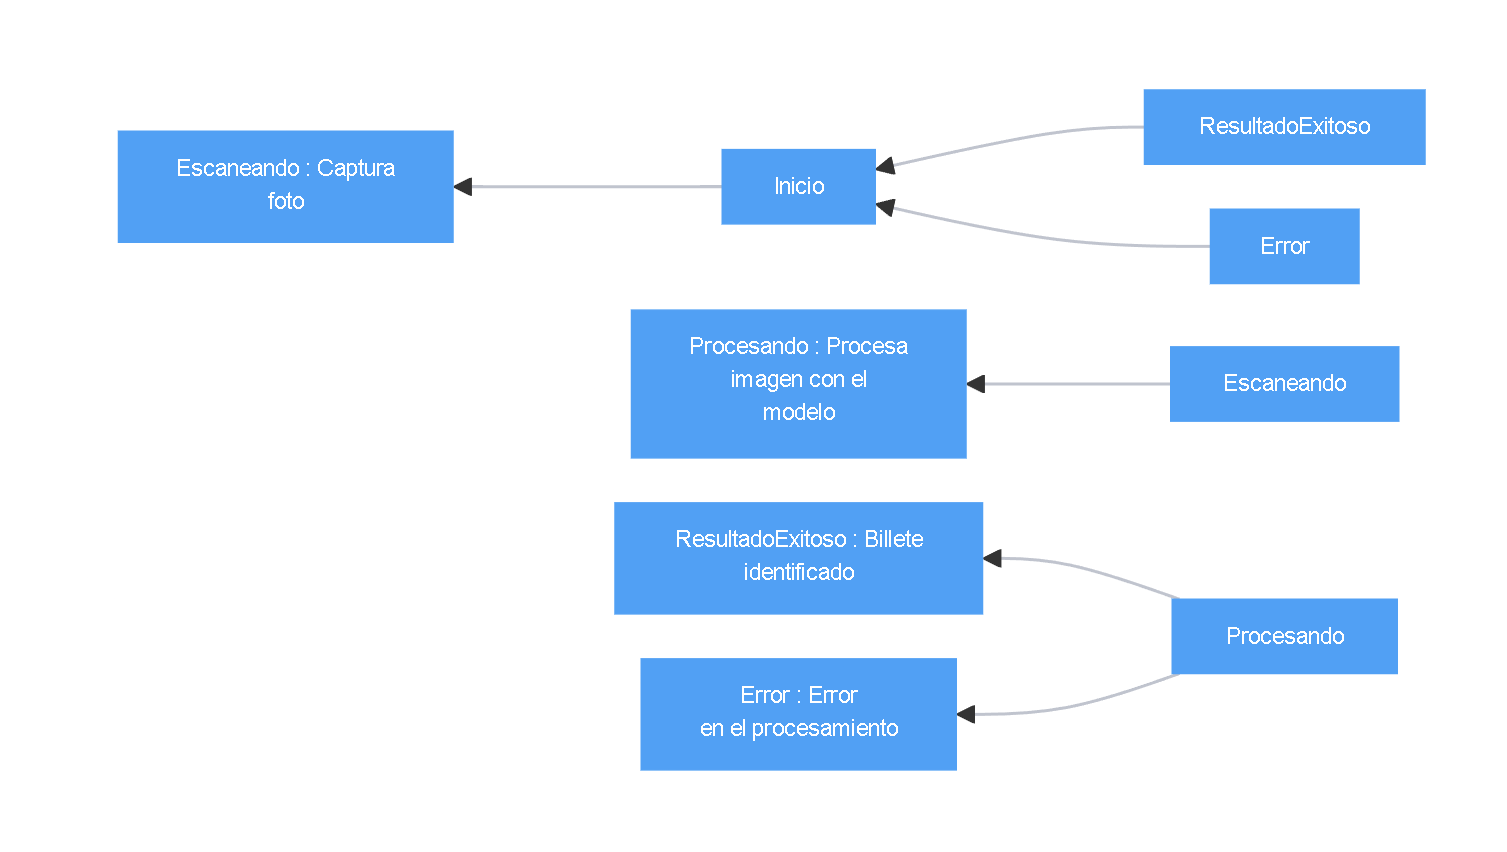 Escaneando : Captura
foto
Inicio
ResultadoExitoso
Error
Procesando : Procesa
imagen con el
modelo
Escaneando
ResultadoExitoso : Billete
identificado
Procesando
Error : Error
en el procesamiento